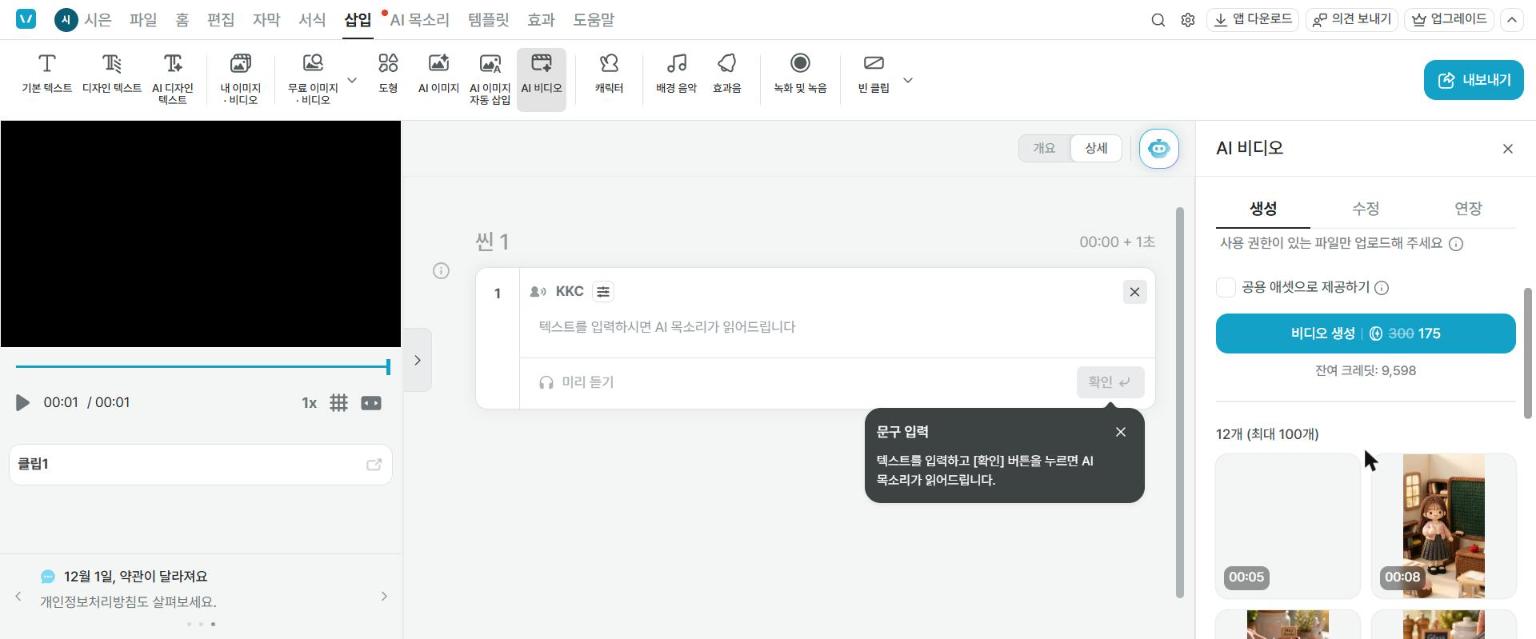 시 시은 파일 홈 편집 자막 서식 삽입 AI 목소리 템플릿 효과 도움말
앱 다운로드 의견 보내기 업그레이드
기본 텍스트 디자인 텍스트 AI 디자인 텍스트 내 이미지 · 비디오 무료 이미지 · 비디오 도형 AI 이미지 AI 이미지 자동 삽입 AI 비디오 캐릭터 배경 음악 효과음 녹화 및 녹음 빈 클립
내보내기
개요 상세
씬 1
00:00 + 1초
1
KKC
텍스트를 입력하시면 AI 목소리가 읽어드립니다
미리 듣기
확인
문구 입력
텍스트를 입력하고 [확인] 버튼을 누르면 AI
목소리가 읽어드립니다.
00:01 / 00:01
1x
클립1
12월 1일, 약관이 달라져요
개인정보처리방침도 살펴보세요.
AI 비디오
생성 수정 연장
사용 권한이 있는 파일만 업로드해 주세요
공용 애셋으로 제공하기
비디오 생성 300 175
잔여 크레딧: 9,598
12개 (최대 100개)
00:05
00:08